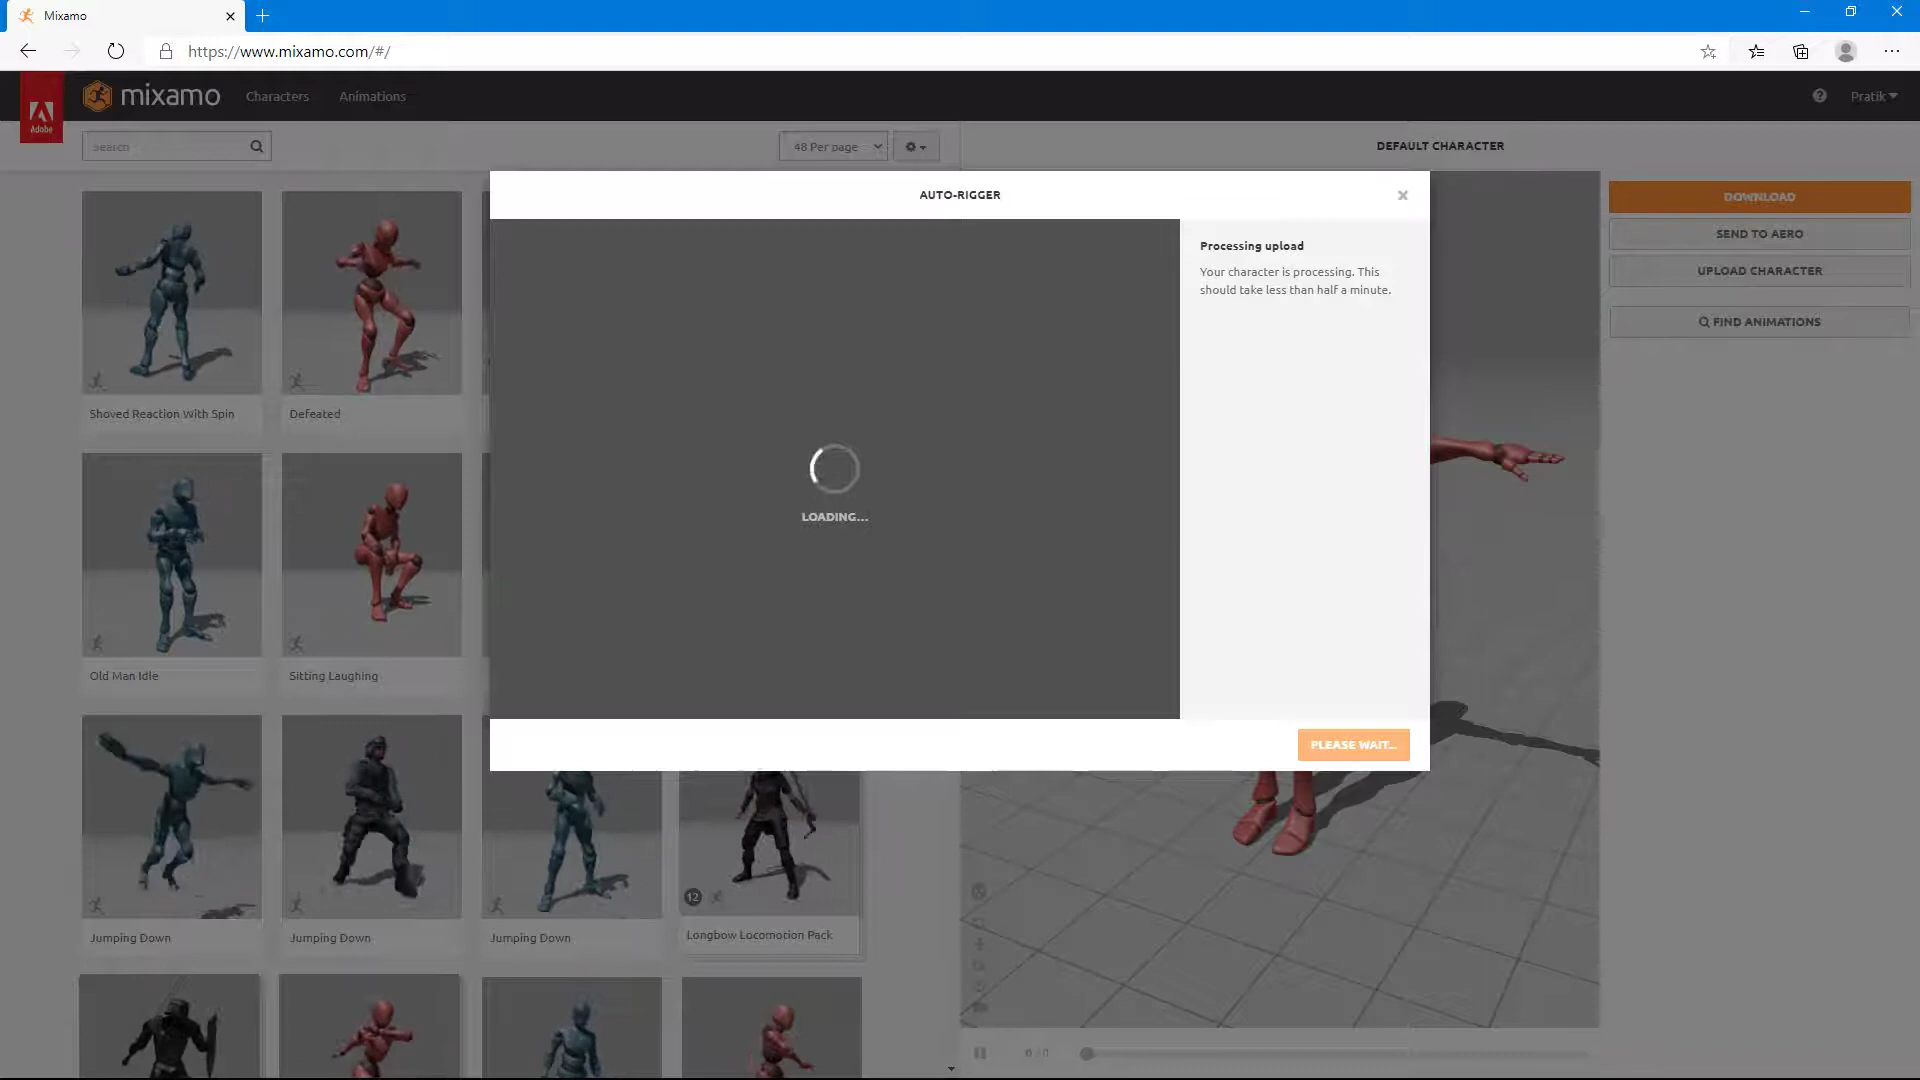 Mixamo
https://www.mixamo.com/#/
Adobe
mixamo
Characters
Animations
Pratik
Search
48 Per page
DEFAULT CHARACTER
AUTO-RIGGER
DOWNLOAD
SEND TO AERO
UPLOAD CHARACTER
FIND ANIMATIONS
Processing upload
Your character is processing. This
should take less than half a minute.
LOADING...
PLEASE WAIT...
Shoved Reaction With Spin
Defeated
Old Man Idle
Sitting Laughing
12
Jumping Down
Jumping Down
Jumping Down
Longbow Locomotion Pack
0 / 0